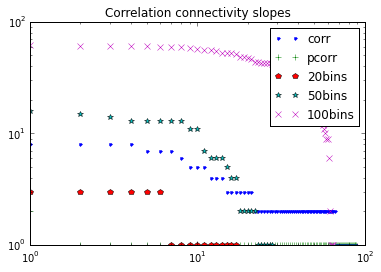 Correlation connectivity slopes
10²
corr
pcorr
20bins
50bins
100bins
10¹
10⁰
10⁰
10¹
10²